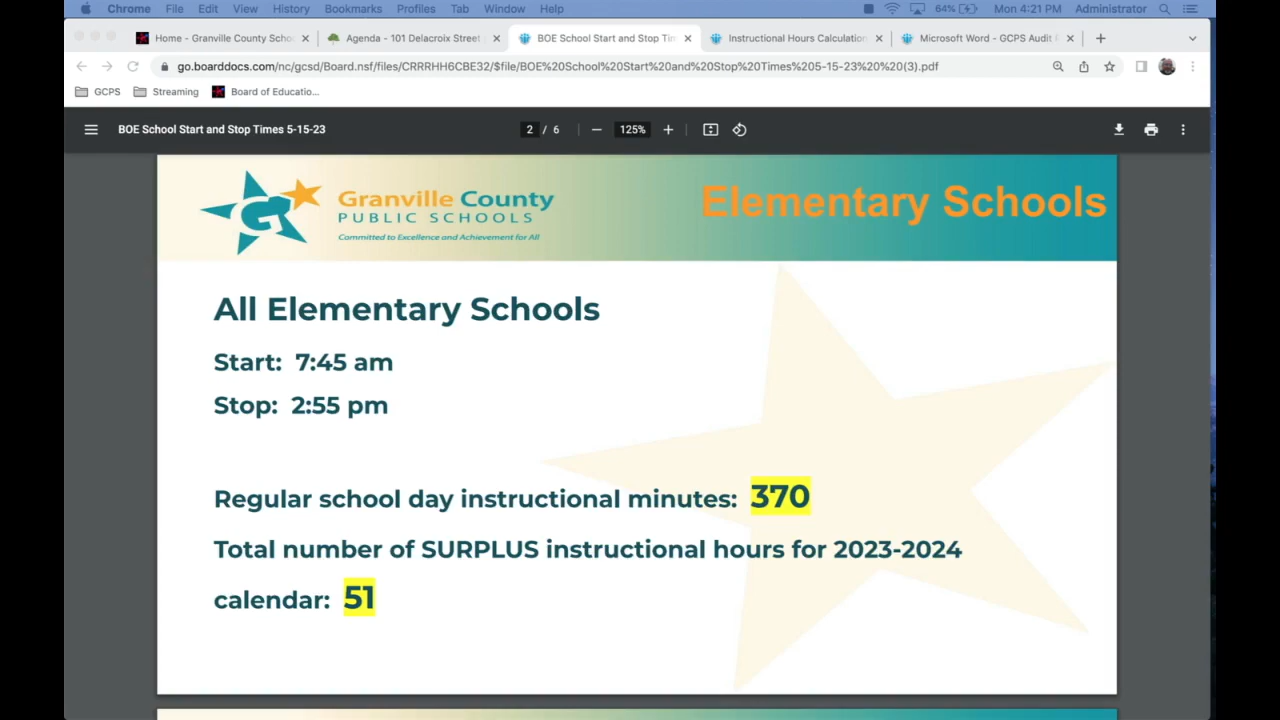 Chrome File Edit View History Bookmarks Profiles Tab Window Help 64% Mon 4:21 PM Administrator
Home - Granville County Scho Agenda - 101 Delacroix Street BOE School Start and Stop Tim Instructional Hours Calculation Microsoft Word - GCPS Audit
go.boarddocs.com/nc/gcsd/Board.nsf/files/CRRRHH6CBE32/$file/BOE%20School%20Start%20and%20Stop%20Times%205-15-23%20%20(3).pdf
GCPS Streaming Board of Educatio...
BOE School Start and Stop Times 5-15-23 2 / 6 125%
Granville County
PUBLIC SCHOOLS
Committed to Excellence and Achievement for All
Elementary Schools
All Elementary Schools
Start: 7:45 am
Stop: 2:55 pm
Regular school day instructional minutes: 370
Total number of SURPLUS instructional hours for 2023-2024
calendar: 51